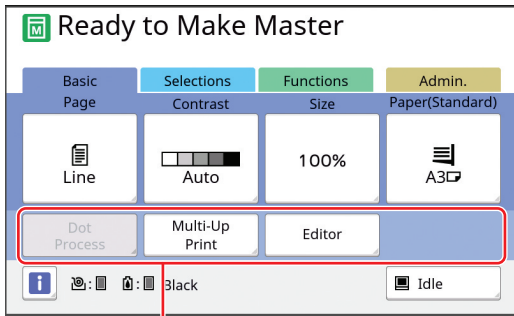 Ready to Make Master
Basic Selections Functions Admin.
Page Contrast Size Paper(Standard)
Line Auto 100% A3
Dot Process
Multi-Up Print
Editor
Black Idle